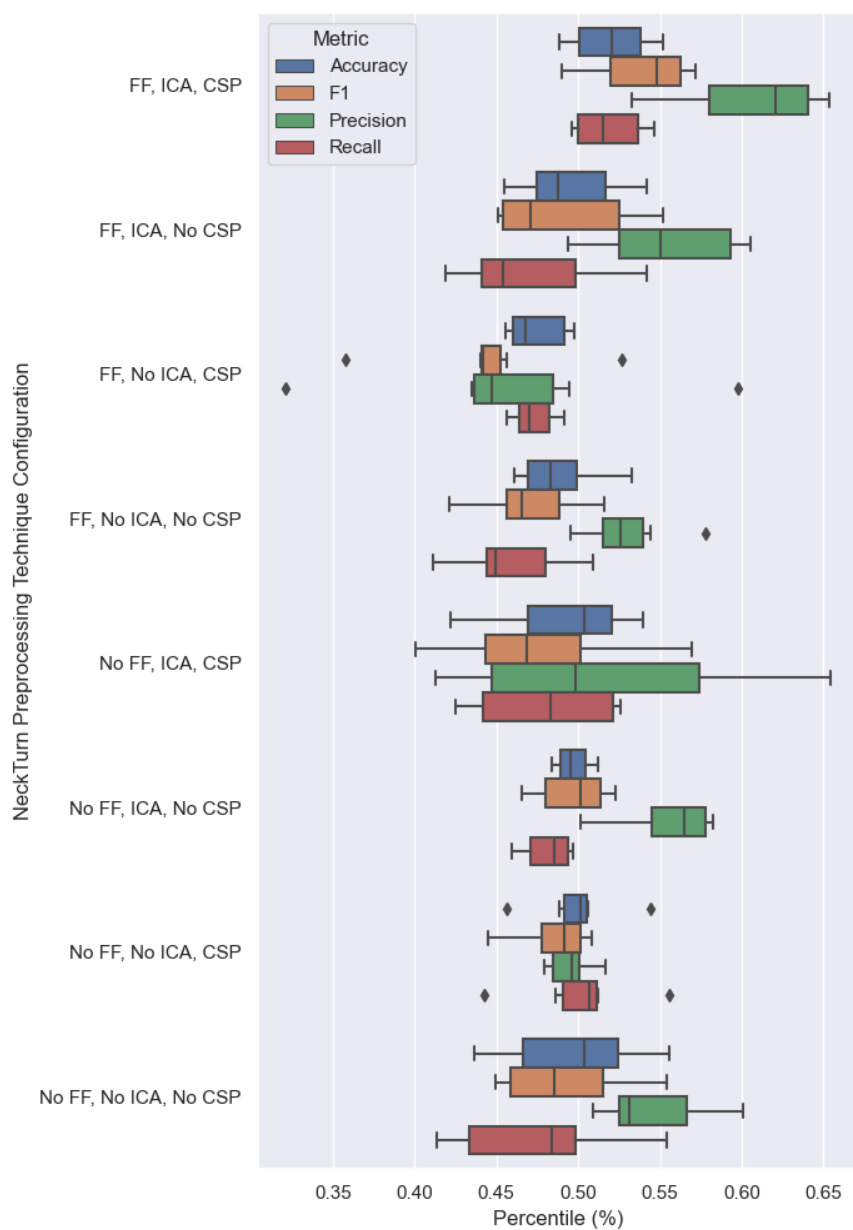 Metric
Accuracy
F1
Precision
Recall
FF, ICA, CSP
FF, ICA, No CSP
FF, No ICA, CSP
FF, No ICA, No CSP
No FF, ICA, CSP
No FF, ICA, No CSP
No FF, No ICA, CSP
No FF, No ICA, No CSP
NeckTurn Preprocessing Technique Configuration
0.35 0.40 0.45 0.50 0.55 0.60 0.65
Percentile (%)